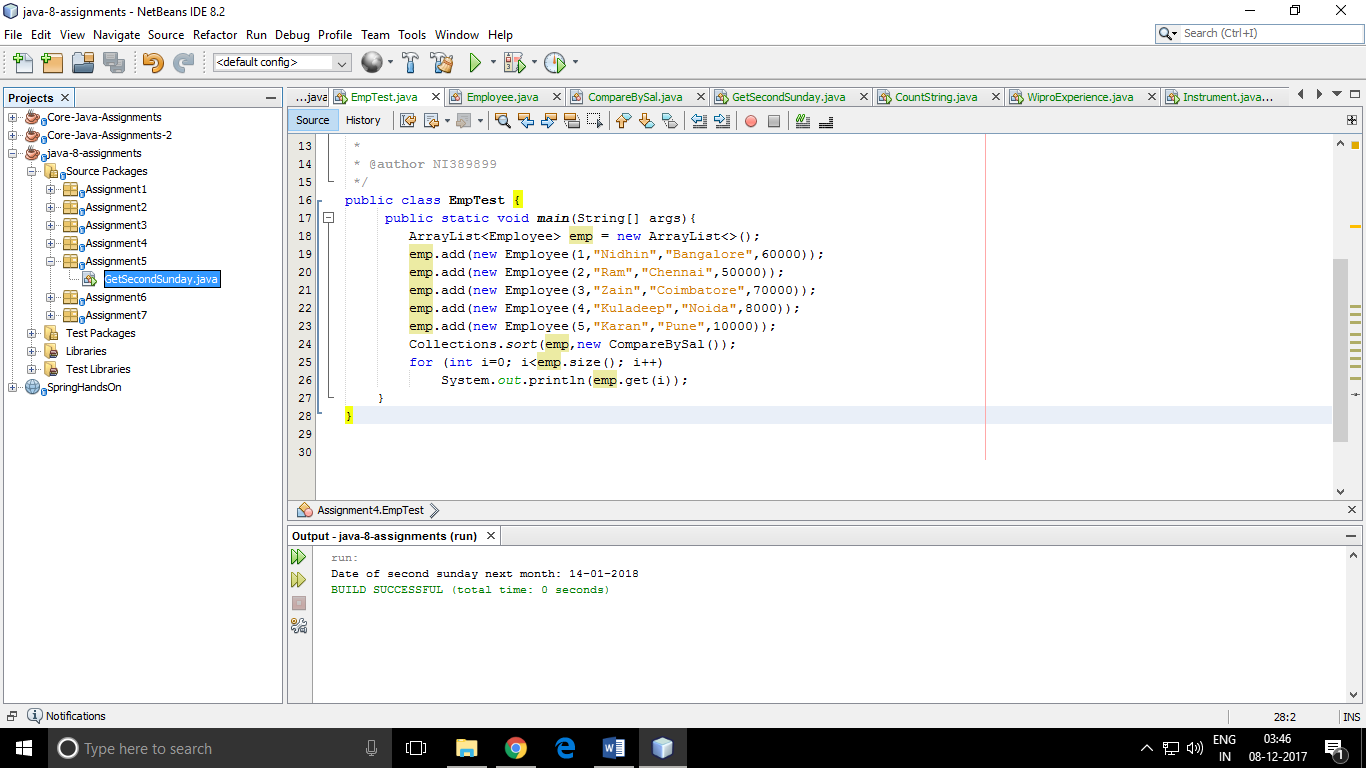 java-8-assignments - NetBeans IDE 8.2
File Edit View Navigate Source Refactor Run Debug Profile Team Tools Window Help
Search (Ctrl+I)
<default config>
Projects
Core-Java-Assignments
Core-Java-Assignments-2
java-8-assignments
Source Packages
Assignment1
Assignment2
Assignment3
Assignment4
Assignment5
GetSecondSunday.java
Assignment6
Assignment7
Test Packages
Libraries
Test Libraries
SpringHandsOn
...java EmpTest.java Employee.java CompareBySal.java GetSecondSunday.java CountString.java WiproExperience.java Instrument.java...
Source History
13 *
14 * @author NI389899
15 */
16 public class EmpTest {
17 public static void main(String[] args){
18 ArrayList<Employee> emp = new ArrayList<>();
19 emp.add(new Employee(1,"Nidhin","Bangalore",60000));
20 emp.add(new Employee(2,"Ram","Chennai",50000));
21 emp.add(new Employee(3,"Zain","Coimbatore",70000));
22 emp.add(new Employee(4,"Kuladeep","Noida",8000));
23 emp.add(new Employee(5,"Karan","Pune",10000));
24 Collections.sort(emp,new CompareBySal());
25 for (int i=0; i<emp.size(); i++)
26 System.out.println(emp.get(i));
27 }
28 }
29
30
Assignment4.EmpTest
Output - java-8-assignments (run)
run:
Date of second sunday next month: 14-01-2018
BUILD SUCCESSFUL (total time: 0 seconds)
Notifications
28:2 INS
Type here to search
ENG
IN
03:46
08-12-2017
1